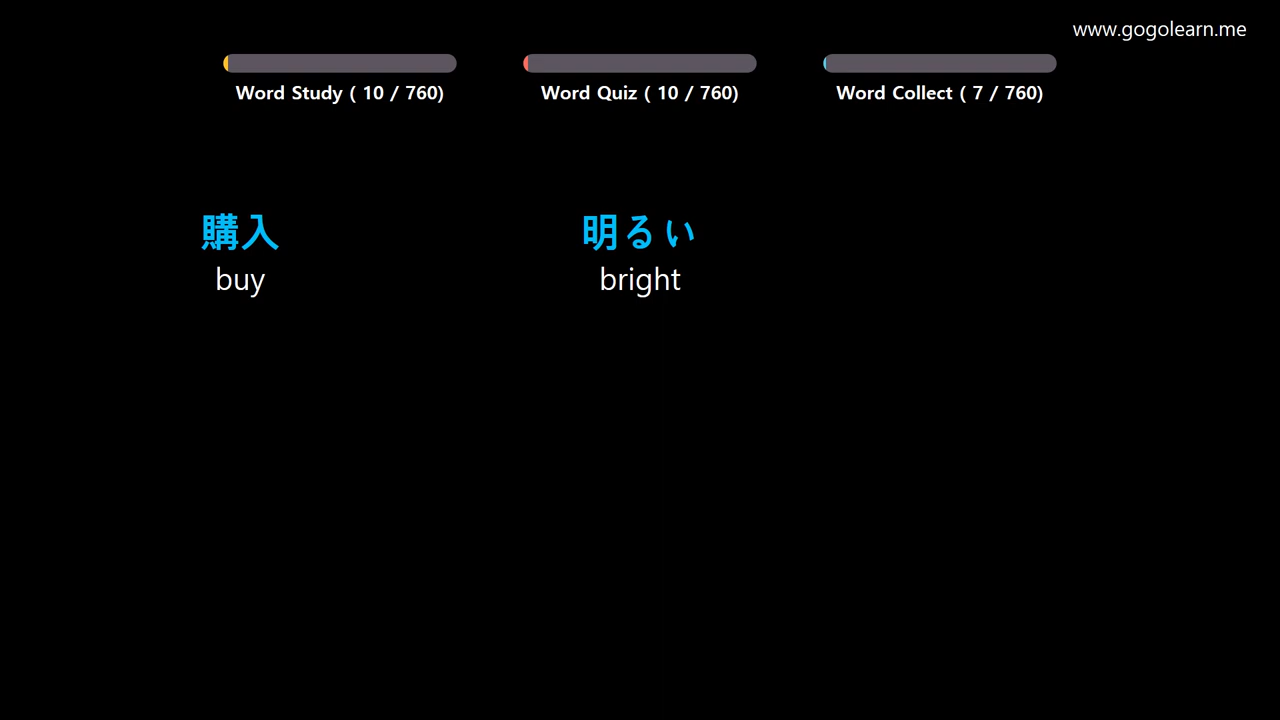 www.gogolearn.me
Word Study ( 10 / 760)
Word Quiz ( 10 / 760)
Word Collect ( 7 / 760)
購入
buy
明るい
bright